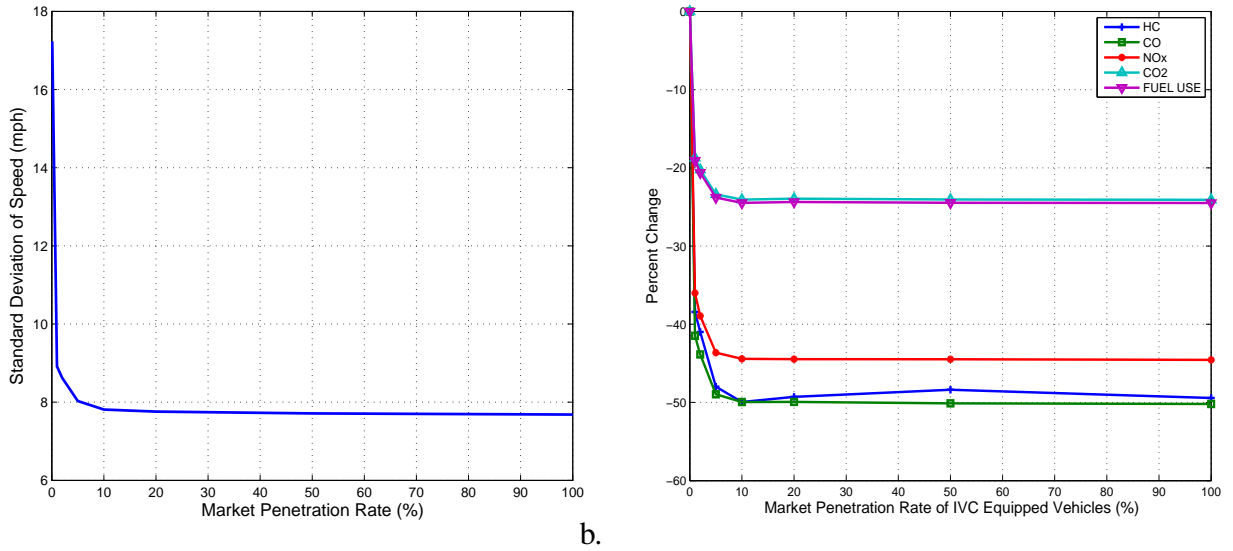 18
16
14
12
10
8
6
Standard Deviation of Speed (mph)
0 10 20 30 40 50 60 70 80 90 100
Market Penetration Rate (%)
b.
0
−10
−20
−30
−40
−50
−60
Percent Change
HC
CO
NOx
CO2
FUEL USE
0 10 20 30 40 50 60 70 80 90 100
Market Penetration Rate of IVC Equipped Vehicles (%)